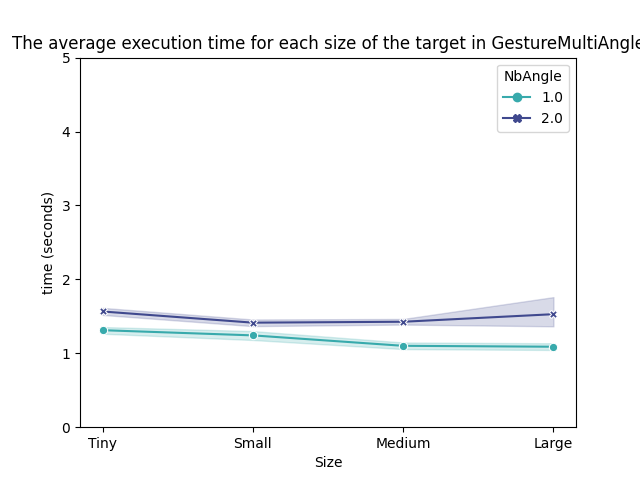 The average execution time for each size of the target in GestureMultiAngle
5
4
3
2
1
0
time (seconds)
NbAngle
1.0
2.0
Tiny Small Medium Large
Size